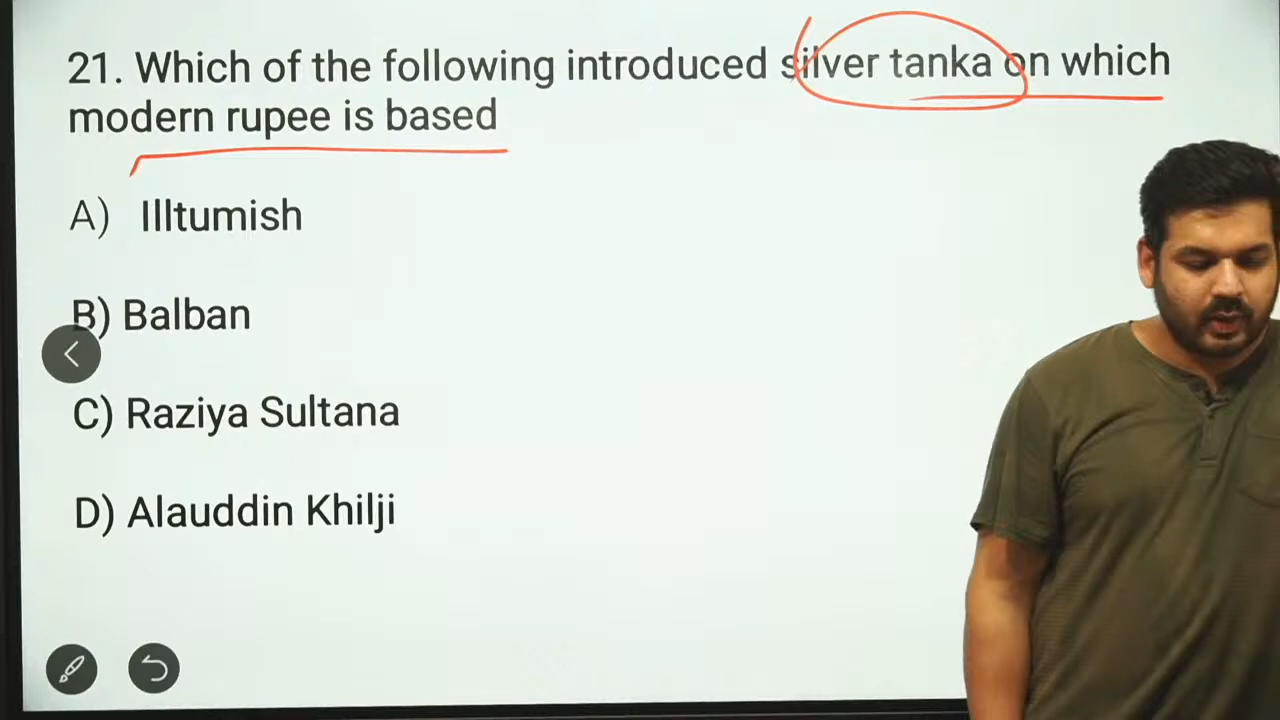 21. Which of the following introduced silver tanka on which
modern rupee is based
A) Illtumish
B) Balban
C) Raziya Sultana
D) Alauddin Khilji